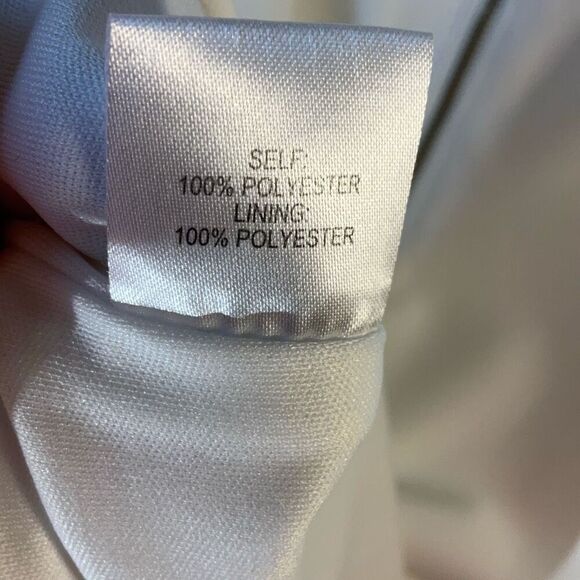 SELF:
100% POLYESTER
LINING:
100% POLYESTER